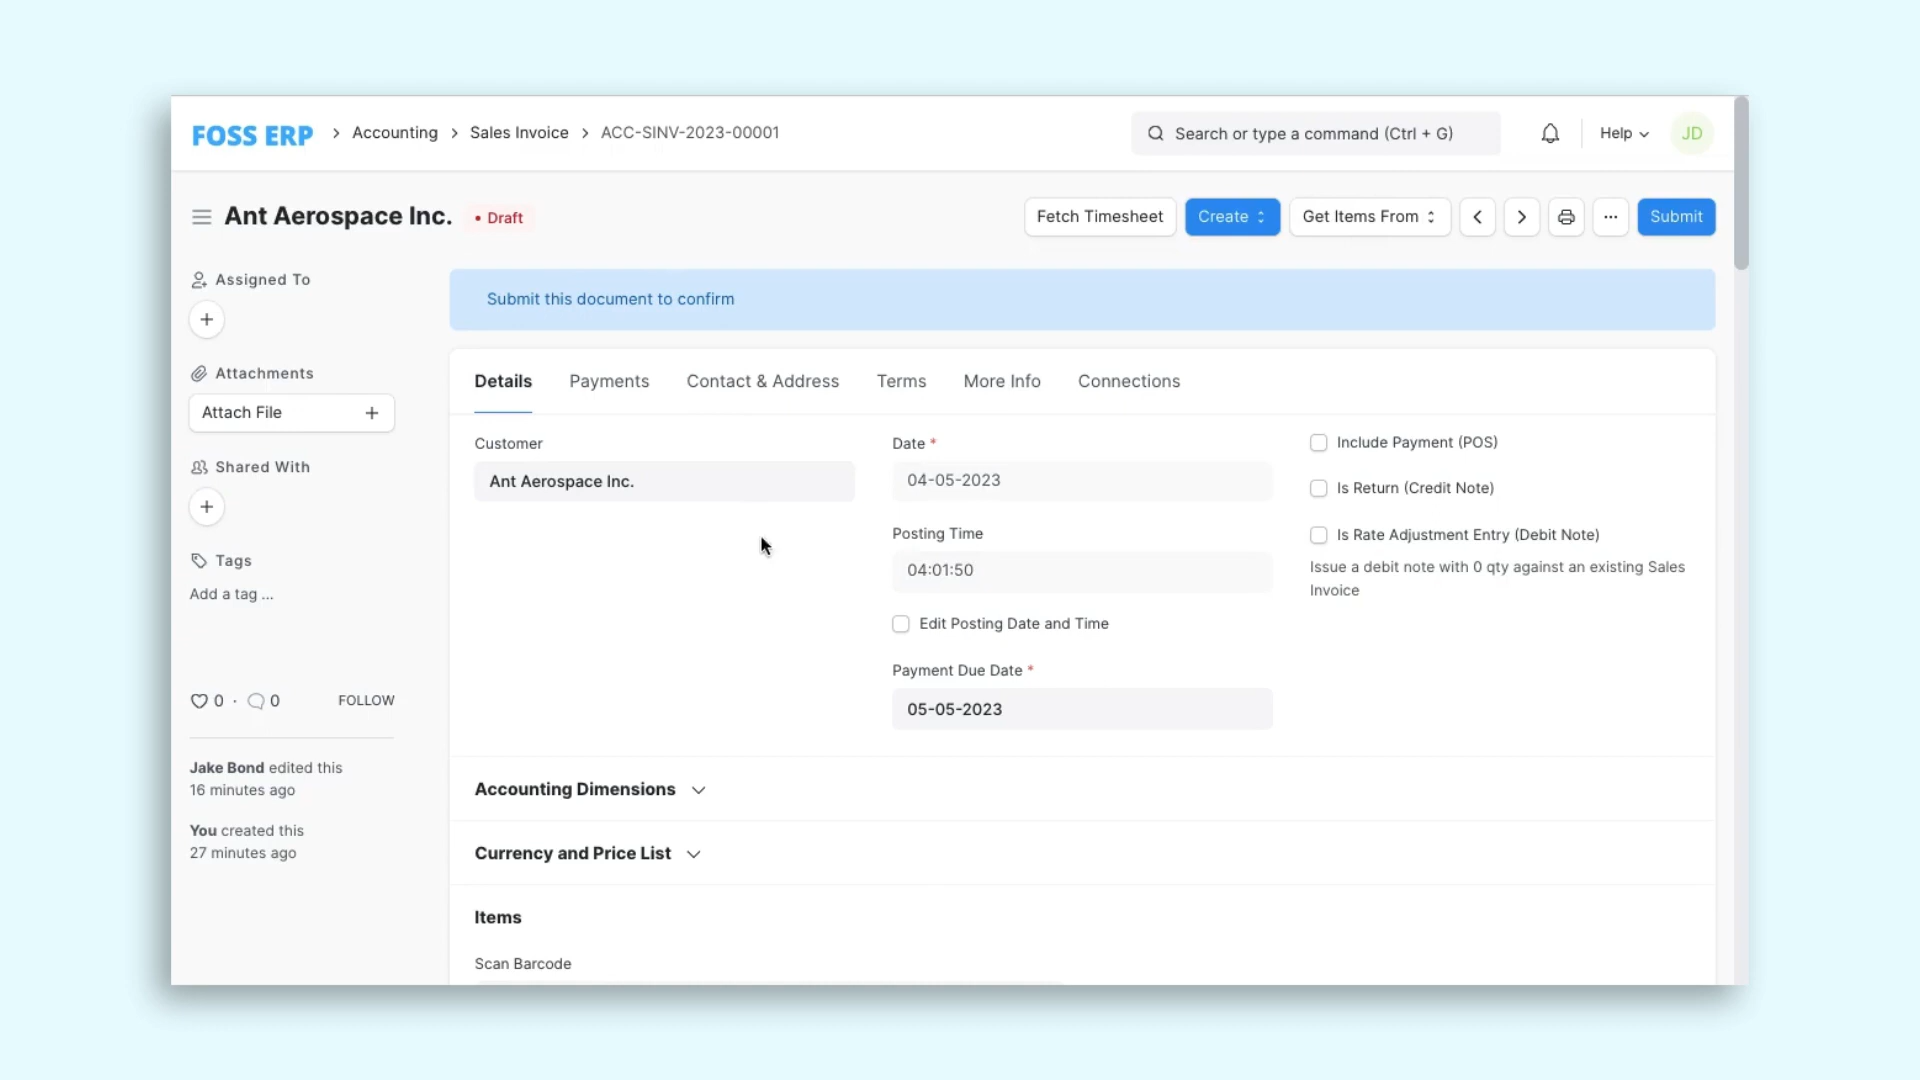 FOSS ERP > Accounting > Sales Invoice > ACC-SINV-2023-00001
Search or type a command (Ctrl + G)
Help
JD
Ant Aerospace Inc.
• Draft
Fetch Timesheet
Create
Get Items From
Submit
Assigned To
Attachments
Attach File
Shared With
Tags
Add a tag ...
0 · 0
FOLLOW
Jake Bond edited this
16 minutes ago
You created this
27 minutes ago
Submit this document to confirm
Details
Payments
Contact & Address
Terms
More Info
Connections
Customer
Ant Aerospace Inc.
Date *
04-05-2023
Posting Time
04:01:50
Edit Posting Date and Time
Payment Due Date *
05-05-2023
Include Payment (POS)
Is Return (Credit Note)
Is Rate Adjustment Entry (Debit Note)
Issue a debit note with 0 qty against an existing Sales
Invoice
Accounting Dimensions
Currency and Price List
Items
Scan Barcode